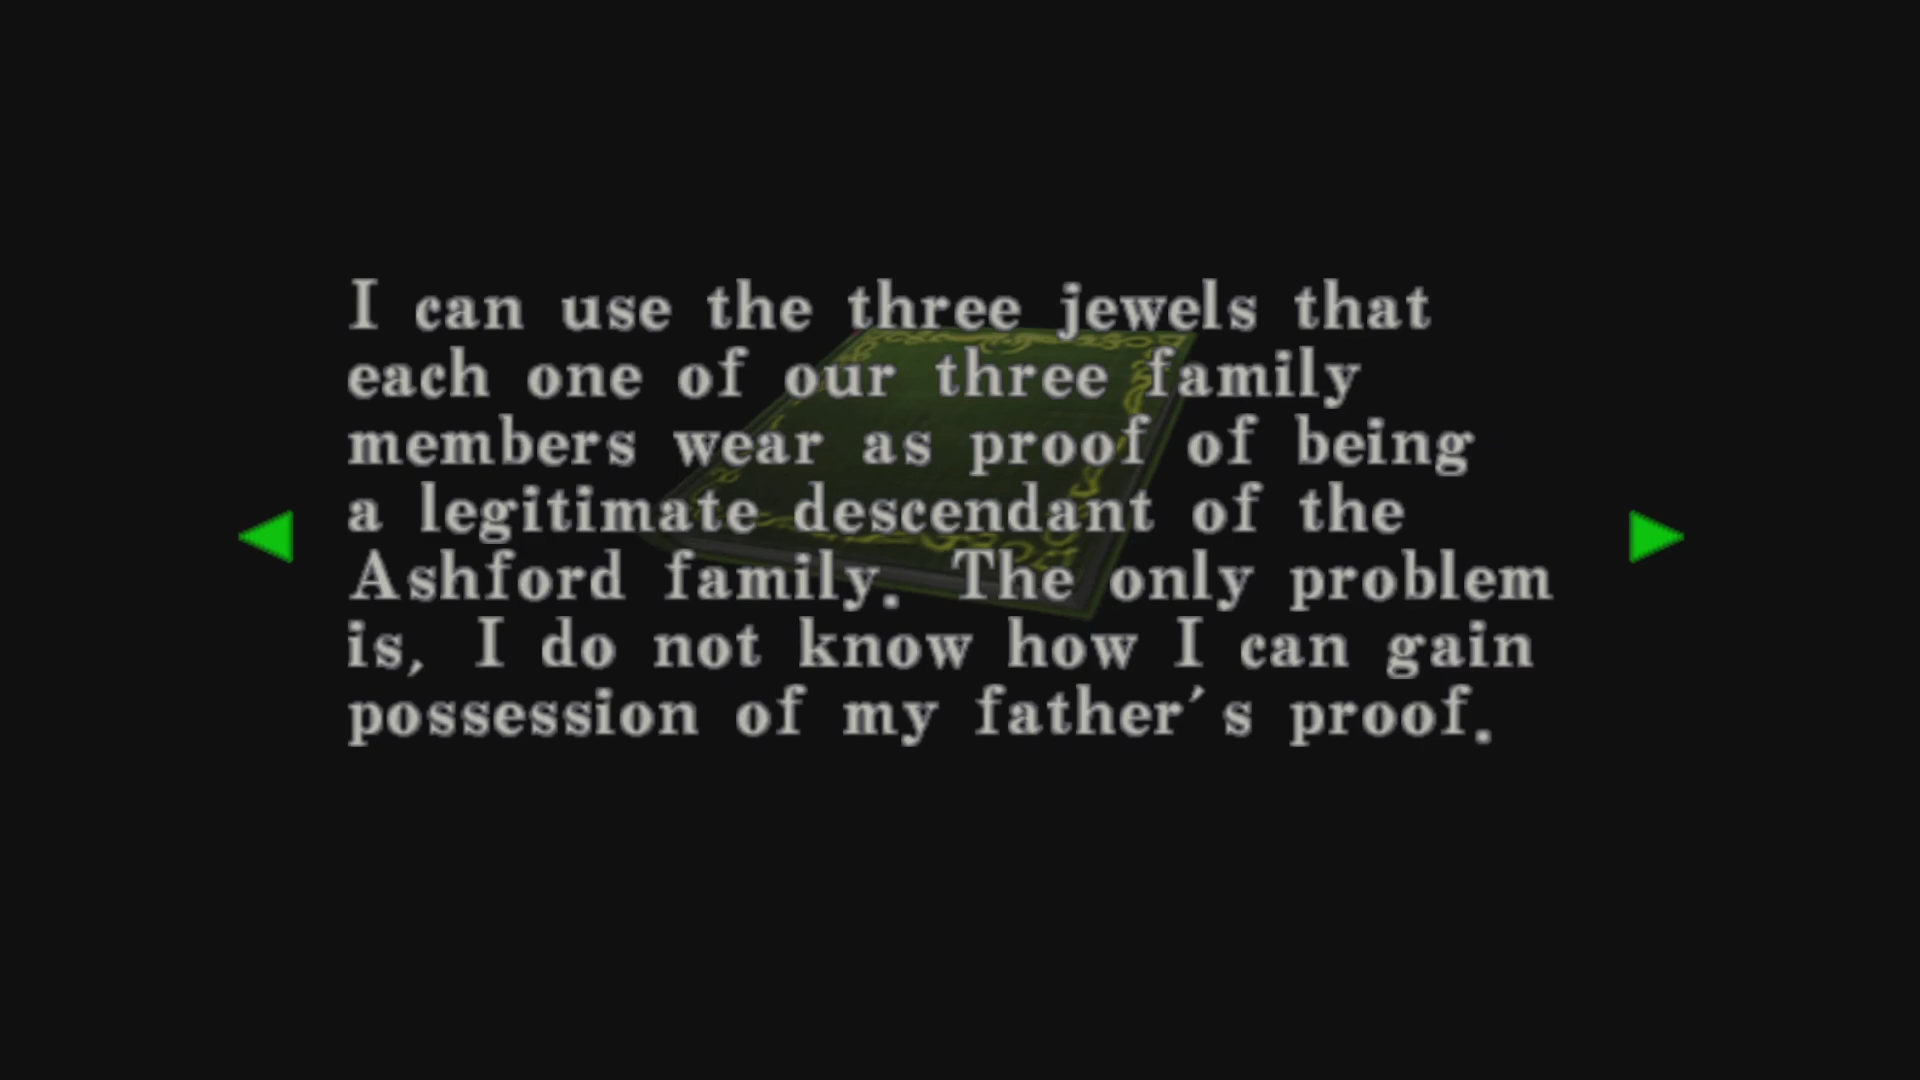 I can use the three jewels that
each one of our three family
members wear as proof of being
a legitimate descendant of the
Ashford family. The only problem
is, I do not know how I can gain
possession of my father's proof.